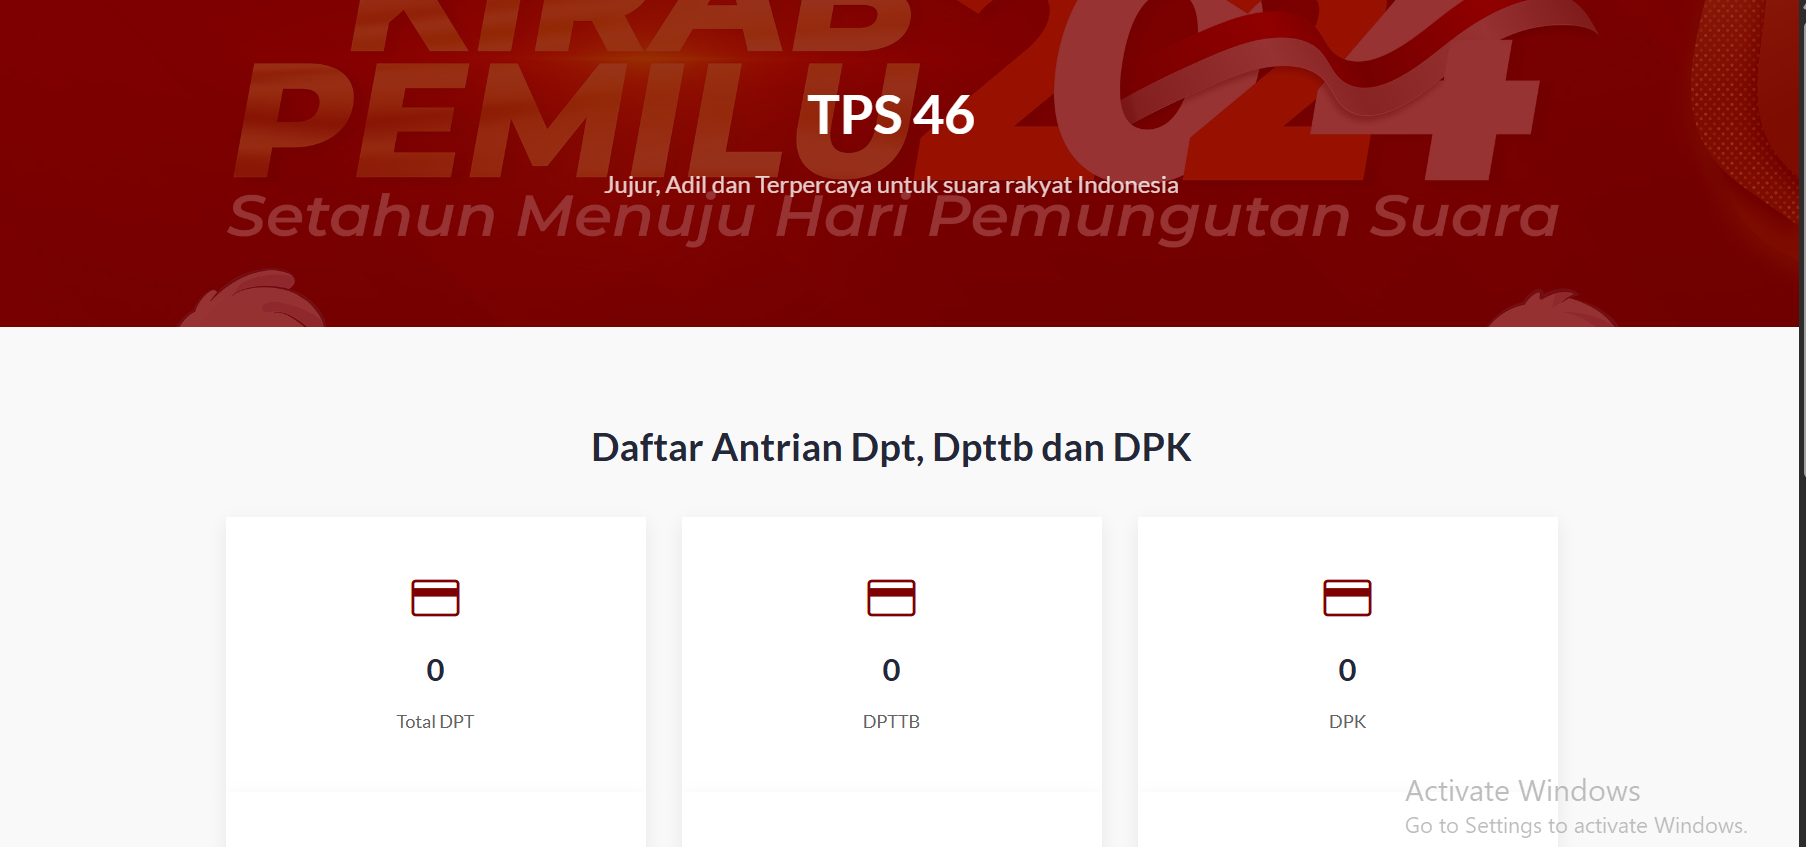 KIRAB
PEMILU 2024
TPS 46
Jujur, Adil dan Terpercaya untuk suara rakyat Indonesia
Setahun Menuju Hari Pemungutan Suara
Daftar Antrian Dpt, Dpttb dan DPK
0
Total DPT
0
DPTTB
0
DPK
Activate Windows
Go to Settings to activate Windows.